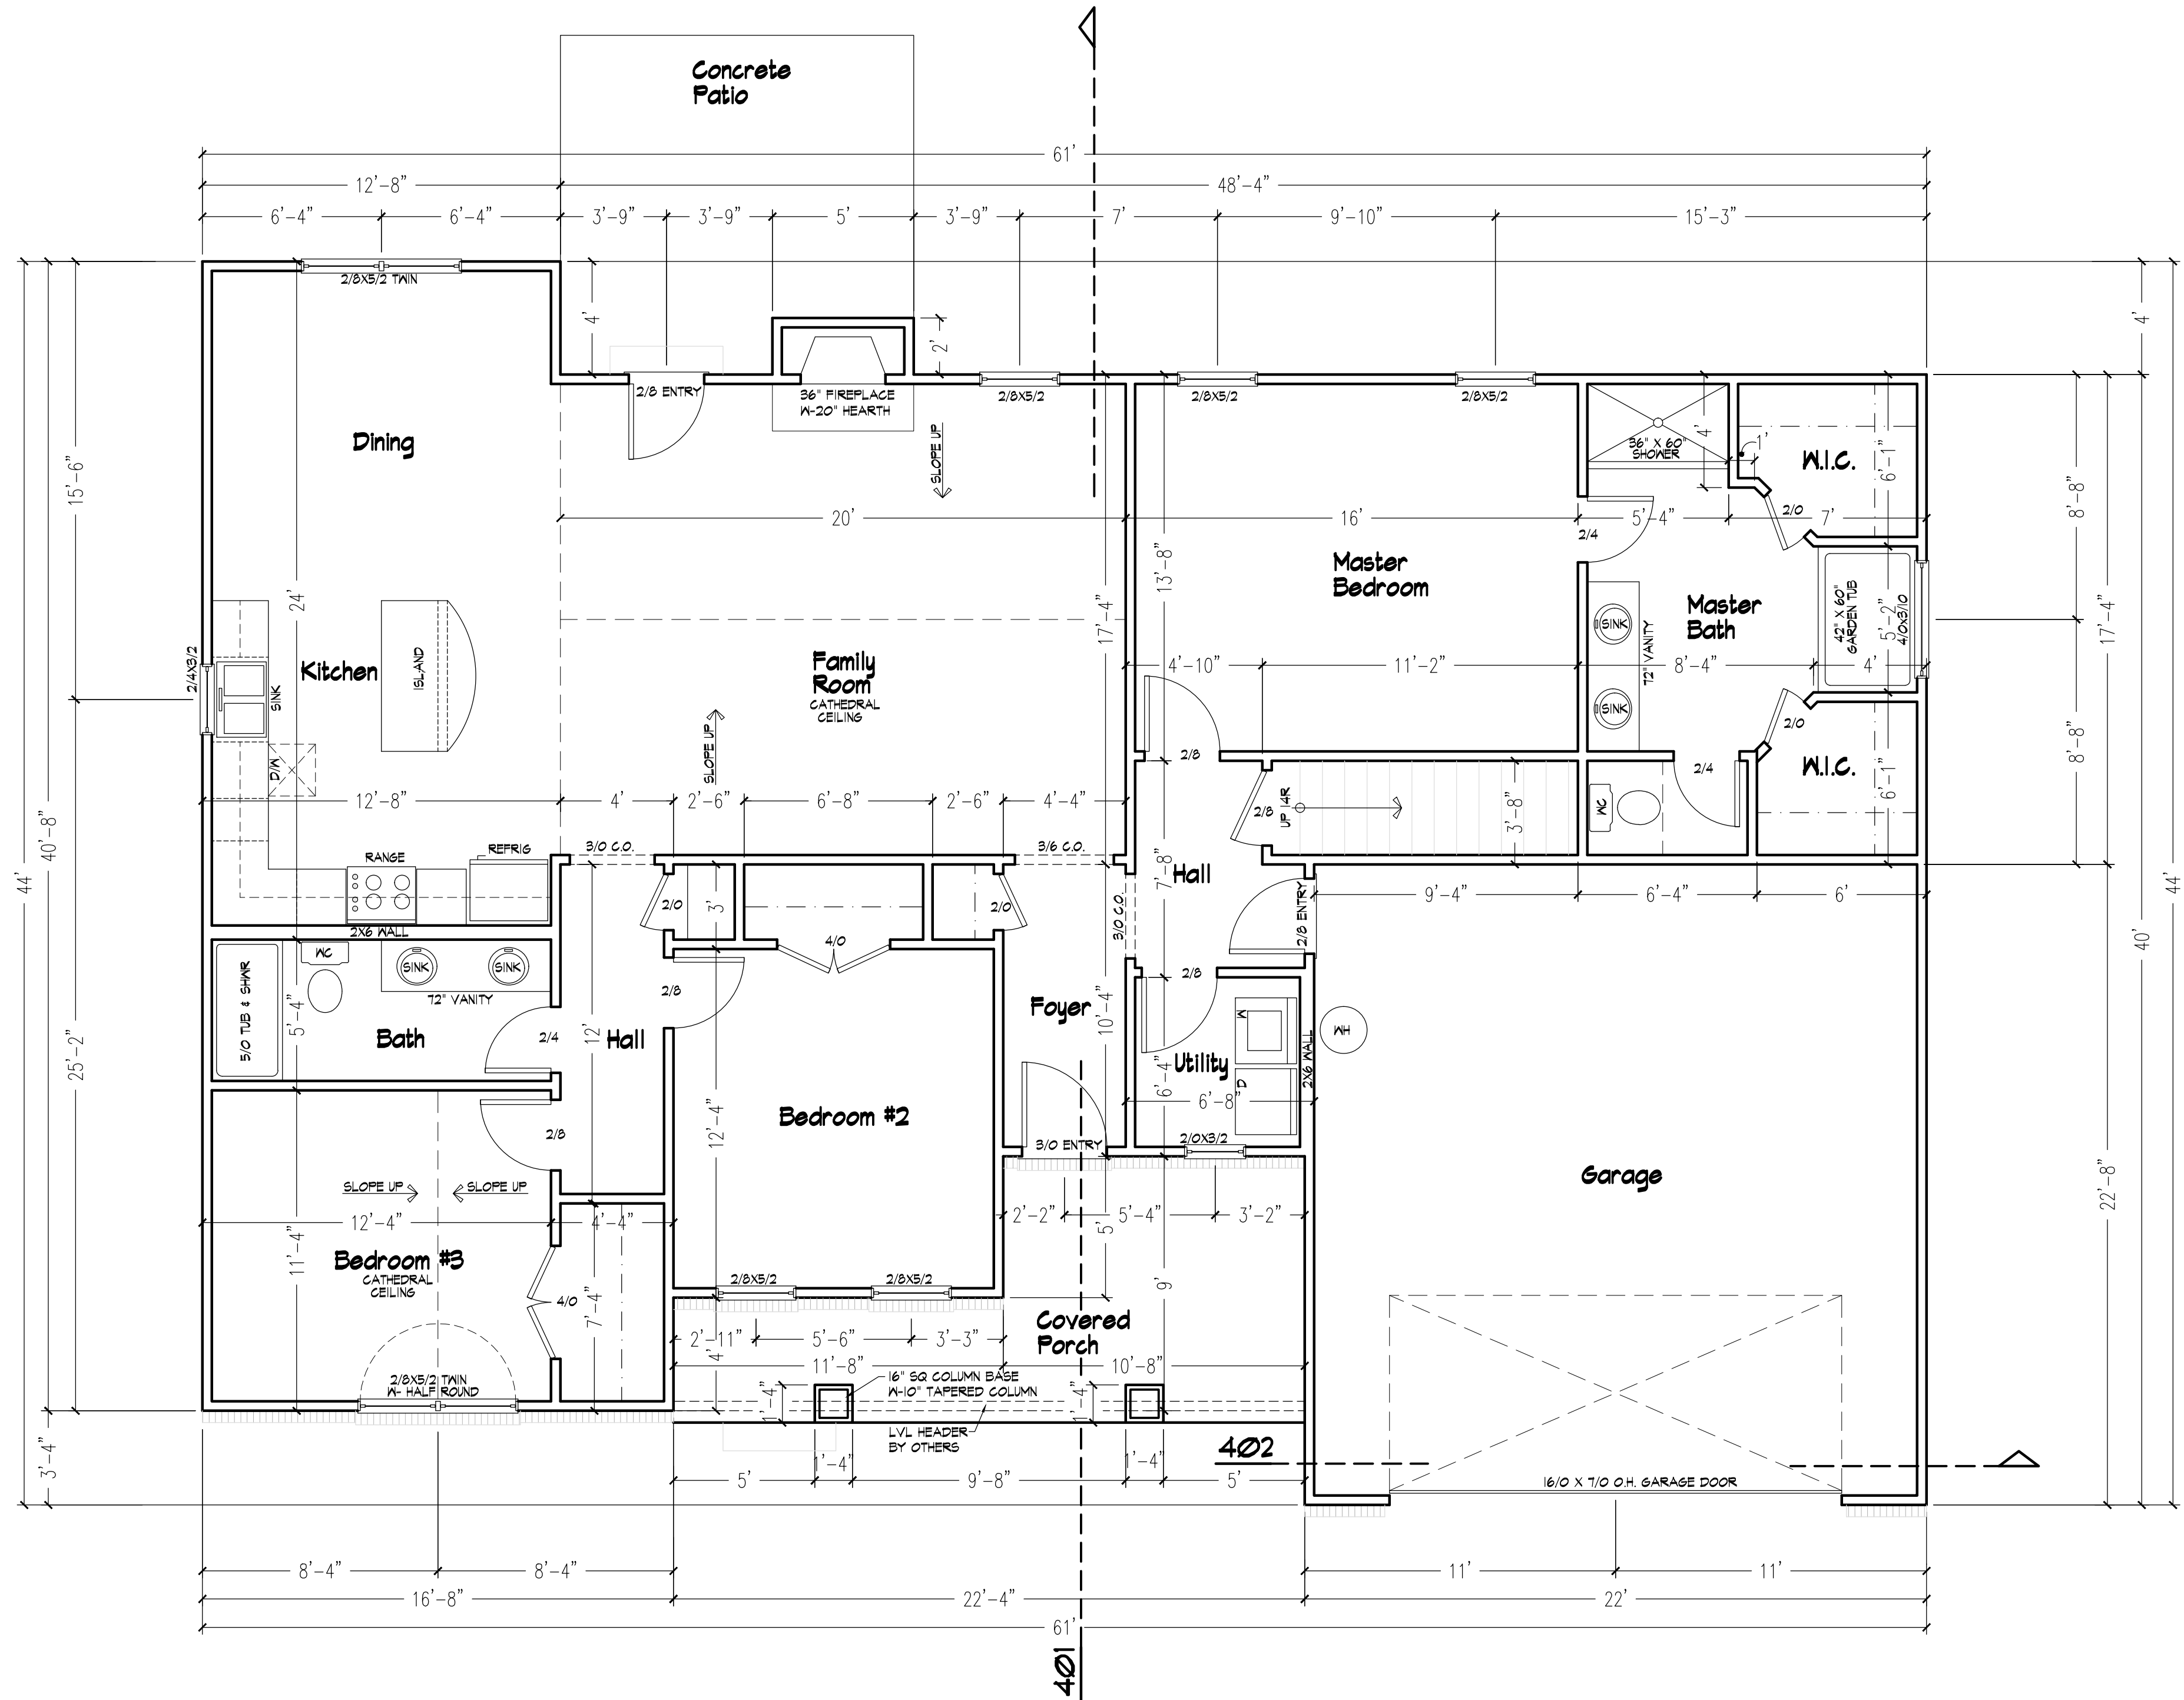 Concrete
Patio
61'
12'-8"
48'-4"
6'-4"
6'-4"
3'-9"
3'-9"
5'
3'-9"
7'
9'-10"
15'-3"
2/8X5/2 TWIN
4'
2'
4'
2/8 ENTRY
36" FIREPLACE
W-20" HEARTH
2/8X5/2
2/8X5/2
2/8X5/2
Dining
SLOPE UP
36" X 60"
SHOWER
4'
1'
W.I.C.
6'-1"
15'-6"
8'-8"
20'
16'
5'-4"
2/0
7'
2/4
13'-8"
Master
Bedroom
24'
17'-4"
Master
Bath
SINK
72" VANITY
42" X 60"
GARDEN TUB
5'-2"
4/0X3/10
17'-4"
2/4X3/2
Kitchen
ISLAND
SINK
Family
Room
CATHEDRAL
CEILING
4'-10"
11'-2"
8'-4"
4'
SINK
SLOPE UP
2/0
D/W
2/8
2/4
W.I.C.
6'-1"
8'-8"
12'-8"
4'
2'-6"
6'-8"
2'-6"
4'-4"
2/8
UP 14R
3'-8"
WC
RANGE
REFRIG
3/0 C.O.
3/6 C.O.
7'-8"
Hall
40'-8"
44'
44'
40'
9'-4"
6'-4"
6'
2/0
3'
2/0
3/0 C.O.
2/8 ENTRY
2X6 WALL
4/0
WC
SINK
SINK
72" VANITY
5/0 TUB & SHWR
5'-4"
2/8
2/8
Bath
2/4
12'
Hall
Foyer
10'-4"
WH
25'-2"
W
Utility
6'-4"
D
6'-8"
2X6 WALL
2/8
12'-4"
Bedroom #2
3/0 ENTRY
2/0X3/2
Garage
22'-8"
SLOPE UP
SLOPE UP
12'-4"
4'-4"
2'-2"
5'-4"
3'-2"
5'
Bedroom #3
CATHEDRAL
CEILING
11'-4"
4/0
7'-4"
2/8X5/2
2/8X5/2
9'
Covered
Porch
2'-11"
5'-6"
3'-3"
4'
11'-8"
10'-8"
2/8X5/2 TWIN
W- HALF ROUND
16" SQ COLUMN BASE
W-10" TAPERED COLUMN
1'-4"
1'-4"
LVL HEADER
BY OTHERS
402
3'-4"
1'-4"
1'-4"
5'
9'-8"
5'
16/0 X 7/0 O.H. GARAGE DOOR
8'-4"
8'-4"
11'
11'
16'-8"
22'-4"
22'
61'
401